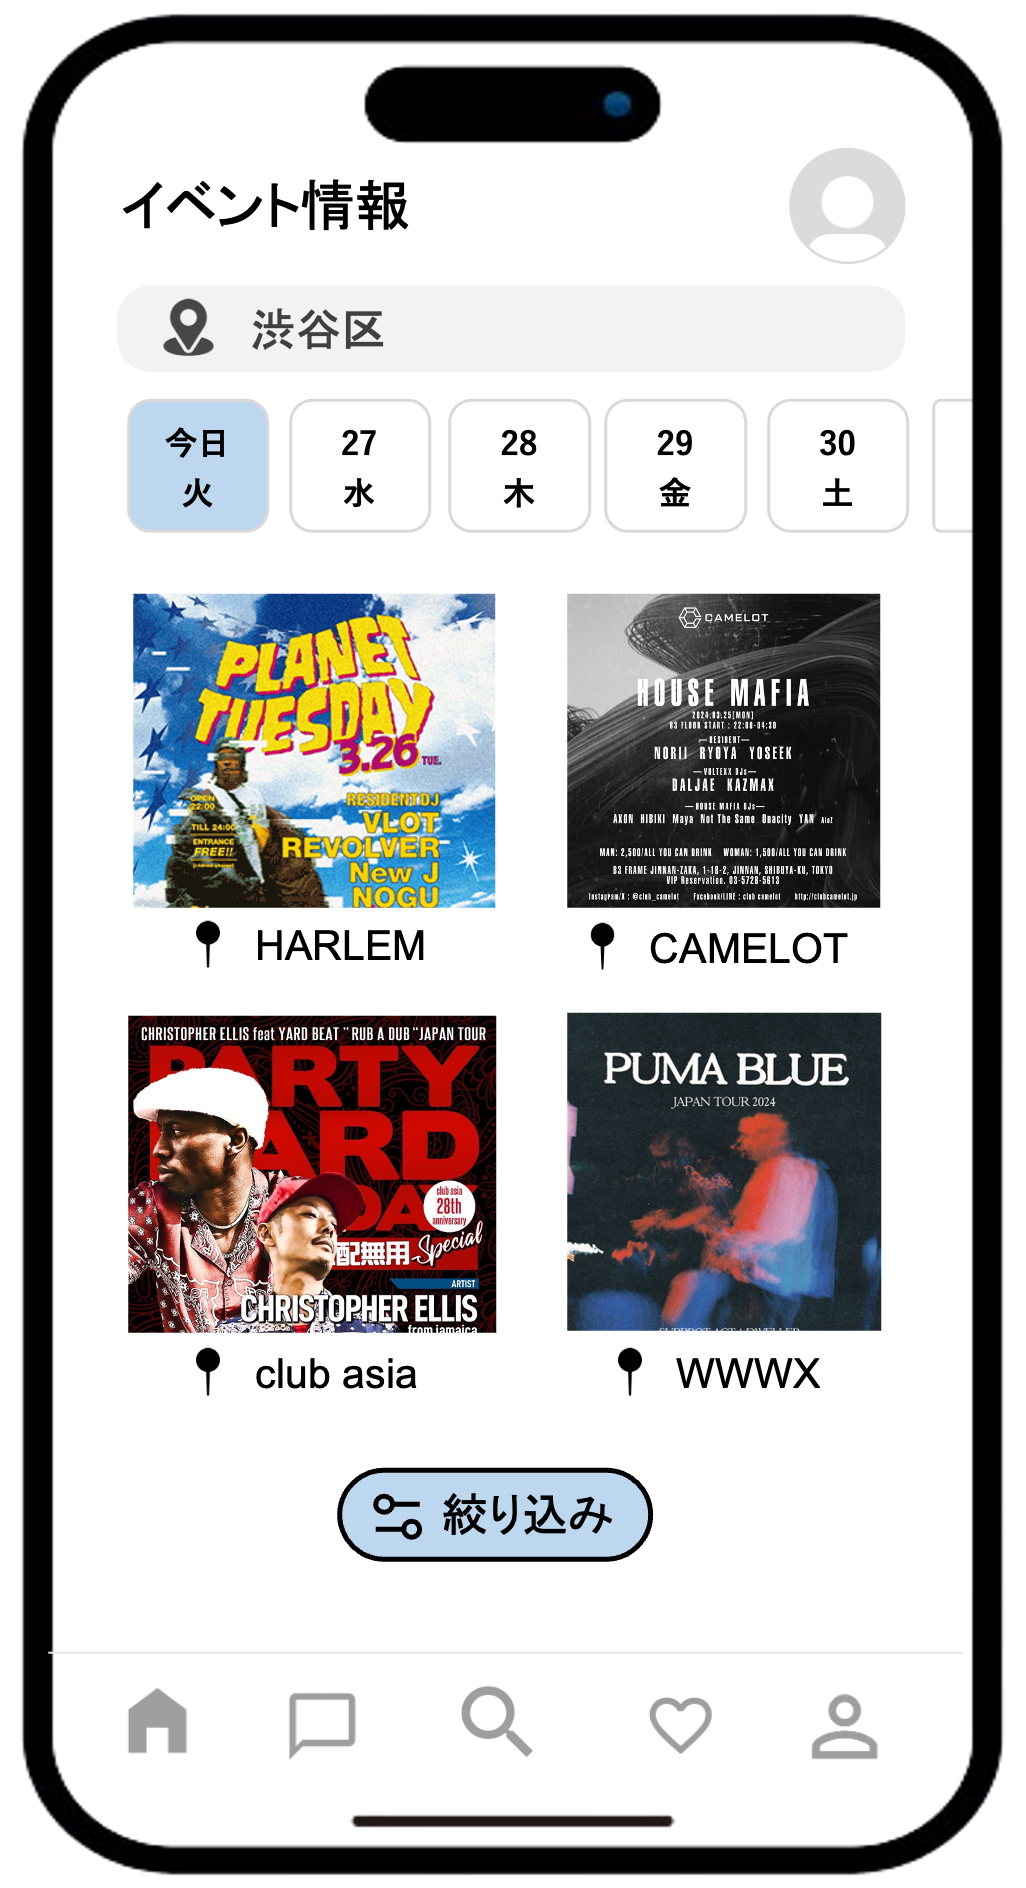 イベント情報
渋谷区
今日
火
27
水
28
木
29
金
30
土
PLANET
TUESDAY
3.26 TUE.
OPEN
22:00
TILL 24:00
ENTRANCE
FREE!!
RESIDENT DJ
VLOT
REVOLVER
New J
NOGU
HARLEM
CAMELOT
HOUSE MAFIA
2024.03.25[MON]
B3 FLOOR START : 22:00-04:30
—RESIDENT—
NORII RYOYA YOSEEK
—VOLTEXX DJs—
DALJAE KAZMAX
—HOUSE MAFIA DJs—
AXON HIBIKI Maya Not The Same Onacity YAR AtoZ
MAN: 2,500/ALL YOU CAN DRINK WOMAN: 1,500/ALL YOU CAN DRINK
B3 FRAME JINNAN-ZAKA, 1-18-2, JINNAN, SHIBUYA-KU, TOKYO
VIP Reservation. 03-5728-5613
Instagram/X : @club_camelot Facebook/LINE : club camelot http://clubcamelot.jp
CAMELOT
CHRISTOPHER ELLIS feat YARD BEAT "RUB A DUB "JAPAN TOUR
PARTY
YARD
DAY
club asia
28th
anniversary
配無用 Special
ARTIST
CHRISTOPHER ELLIS
from jamaica
club asia
PUMA BLUE
JAPAN TOUR 2024
SUPPORT ACT : DWELLER
WWWX
絞り込み